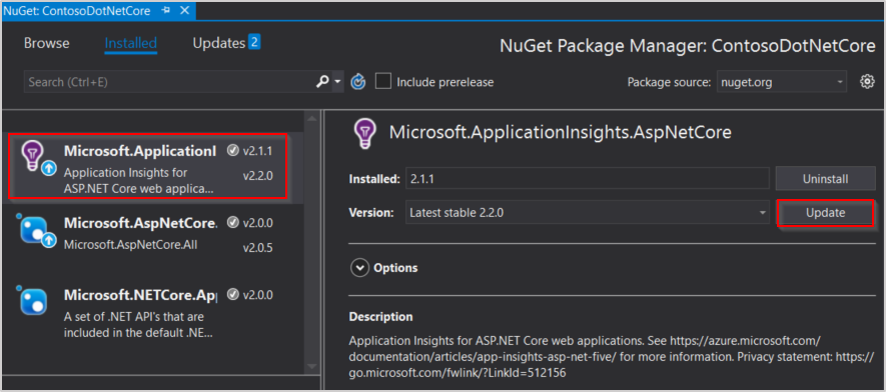 NuGet: ContosoDotNetCore
Browse Installed Updates 2
NuGet Package Manager: ContosoDotNetCore
Search (Ctrl+E)
Include prerelease
Package source: nuget.org
Microsoft.ApplicationI v2.1.1
Application Insights for v2.2.0
ASP.NET Core web applica...
Microsoft.AspNetCore. v2.0.0
Microsoft.AspNetCore.All v2.0.5
Microsoft.NETCore.Ap v2.0.0
A set of .NET API's that are
included in the default .NE...
Microsoft.ApplicationInsights.AspNetCore
Installed: 2.1.1 Uninstall
Version: Latest stable 2.2.0 Update
Options
Description
Application Insights for ASP.NET Core web applications. See https://azure.microsoft.com/
documentation/articles/app-insights-asp-net-five/ for more information. Privacy statement: https://
go.microsoft.com/fwlink/?LinkId=512156